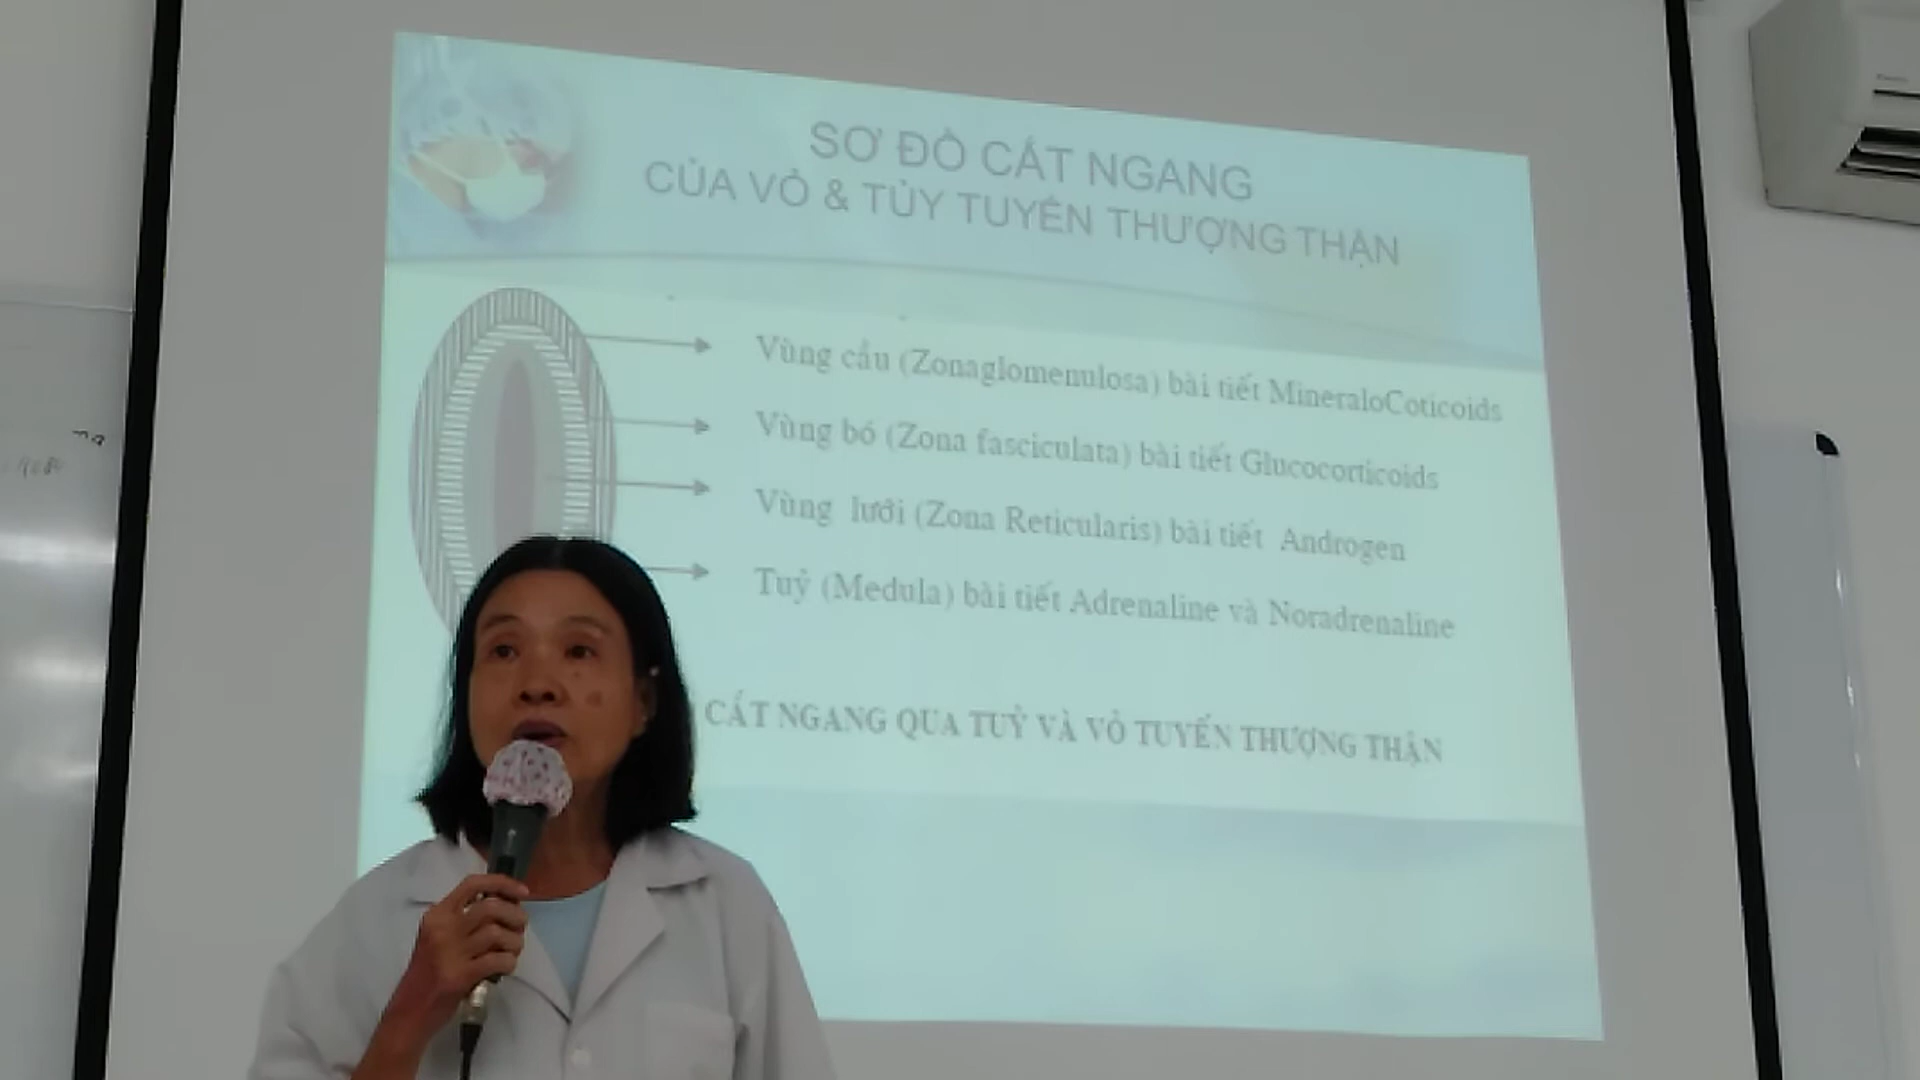 SƠ ĐỒ CẮT NGANG
CỦA VỎ & TỦY TUYẾN THƯỢNG THẬN
Vùng cầu (Zonaglomenulosa) bài tiết MineraloCoticoids
Vùng bó (Zona fasciculata) bài tiết Glucocorticoids
Vùng lưới (Zona Reticularis) bài tiết Androgen
Tuỷ (Medula) bài tiết Adrenaline và Noradrenaline
CẮT NGANG QUA TUỶ VÀ VỎ TUYẾN THƯỢNG THẬN